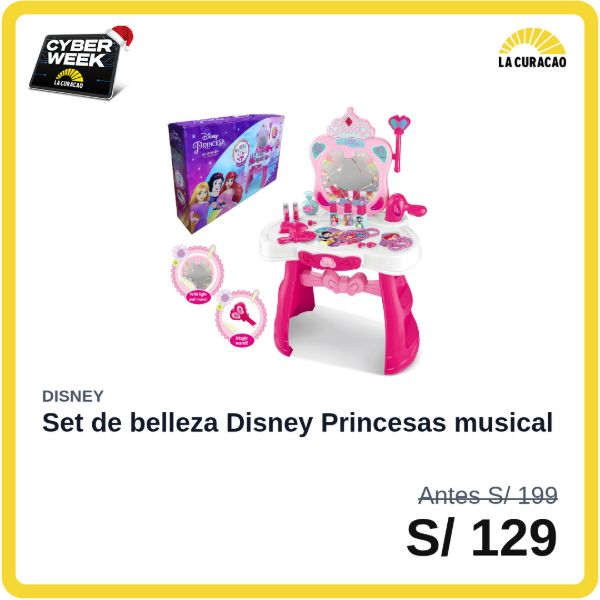 CYBER
WEEK
LA CURACAO
LA CURACAO
Disney
PRINCESA
With light
and music!
Magic
wand!
DISNEY
Set de belleza Disney Princesas musical
Antes S/ 199
S/ 129